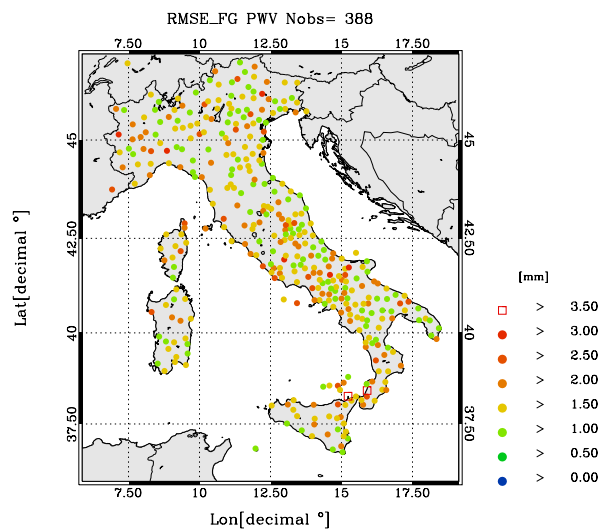 RMSE_FG PWV Nobs= 388
7.50 10 12.50 15 17.50
45 45
42.50 42.50
40 40
37.50 37.50
7.50 10 12.50 15 17.50
Lat[decimal °]
Lon[decimal °]
[mm]
> 3.50
> 3.00
> 2.50
> 2.00
> 1.50
> 1.00
> 0.50
> 0.00